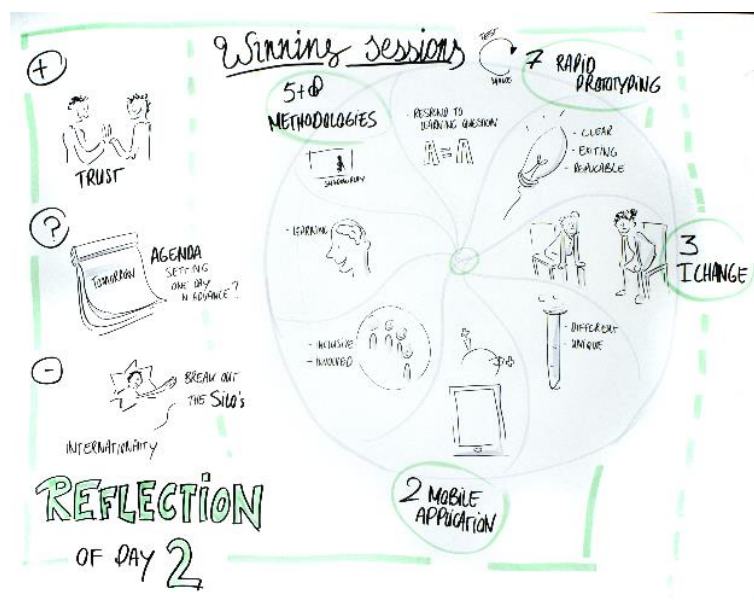 Winning sessions
+
TRUST
?
TOMORROW
AGENDA
SETTING
ONE DAY
IN ADVANCE?
-
BREAK OUT
THE Silo's
INTERNATIONALITY
REFLECTION
OF DAY 2
5+8
METHODOLOGIES
SHADOWPLAY
- RESPOND TO
LEARNING QUESTION
A = A
TEST
7 RAPID
PROTOTYPING
- CLEAR
- EXITING
- REPLICABLE
3
ICHANGE
- DIFFERENT
- UNIQUE
2 MOBILE
APPLICATION
- INCLUSIVE
- INVOLVED
- LEARNING